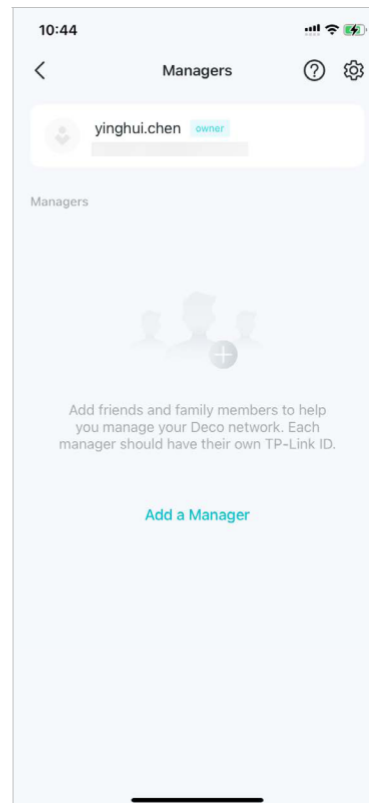 10:44
Managers
yinghui.chen owner
Managers
Add friends and family members to help
you manage your Deco network. Each
manager should have their own TP-Link ID.
Add a Manager